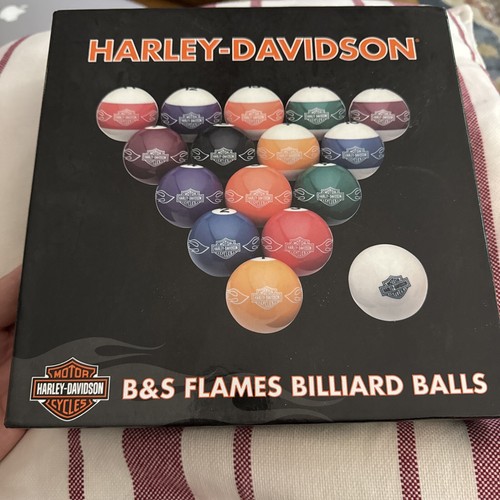 HARLEY-DAVIDSON
MOTOR
HARLEY-DAVIDSON
CYCLES
B&S FLAMES BILLIARD BALLS